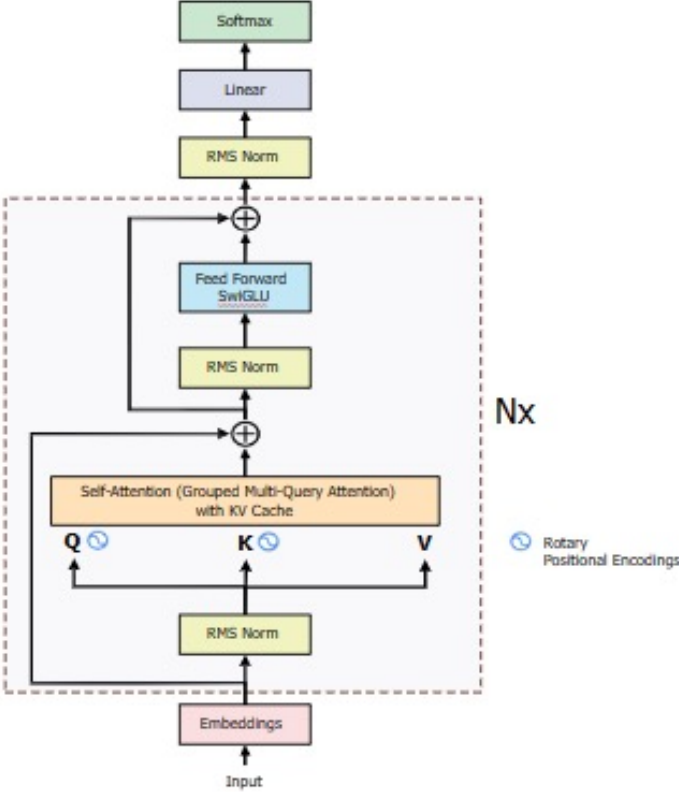 Softmax
Linear
RMS Norm
Feed Forward
SwiGLU
RMS Norm
Nx
Self-Attention (Grouped Multi-Query Attention)
with KV Cache
Q
K
V
Rotary
Positional Encodings
RMS Norm
Embeddings
Input